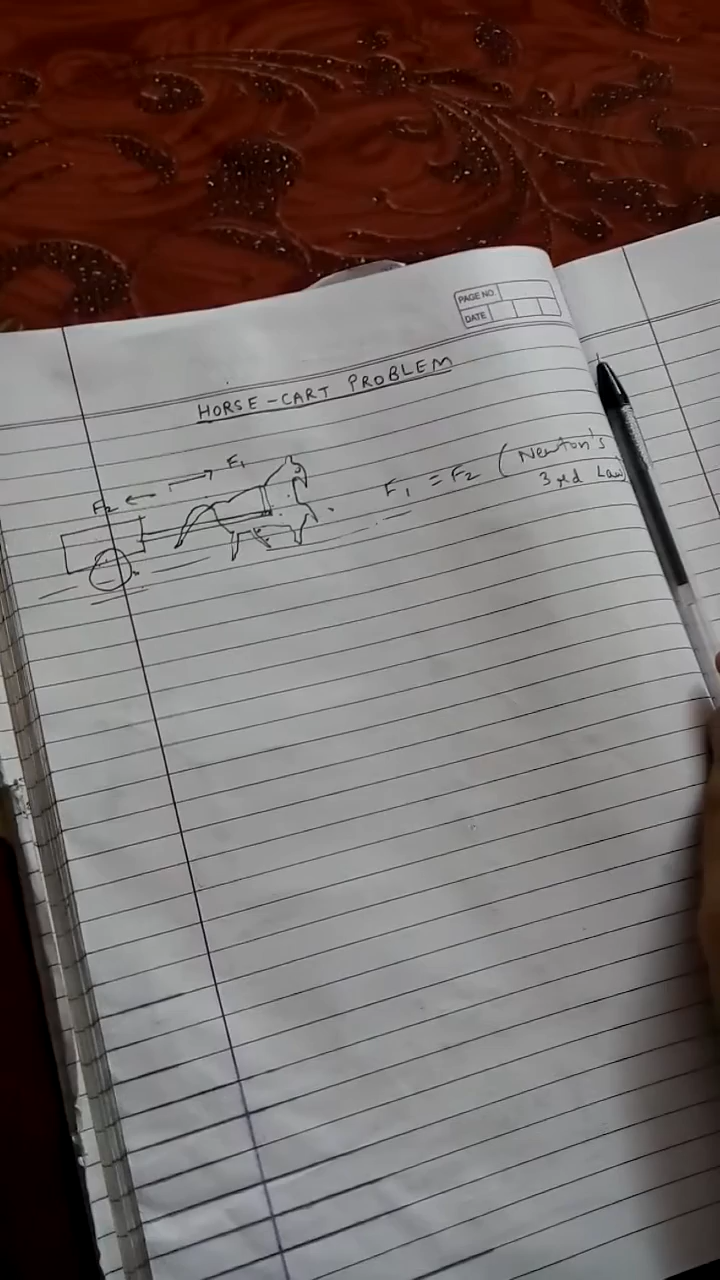 PAGE NO.
DATE
HORSE-CART PROBLEM
F1
F2
F1 = F2 (Newton's
3rd Law)